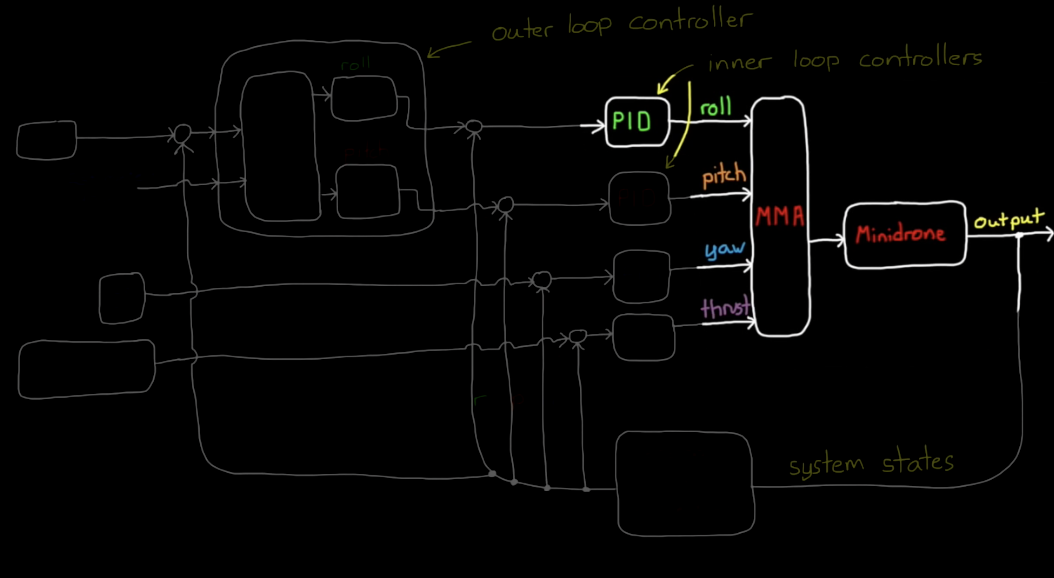 outer loop controller
inner loop controllers
roll
PID
roll
pitch
MMA
yaw
Minidrone
output
thrust
system states